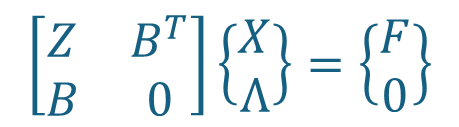 [Z B^T] {X} = {F}
[B 0] {Λ} {0}